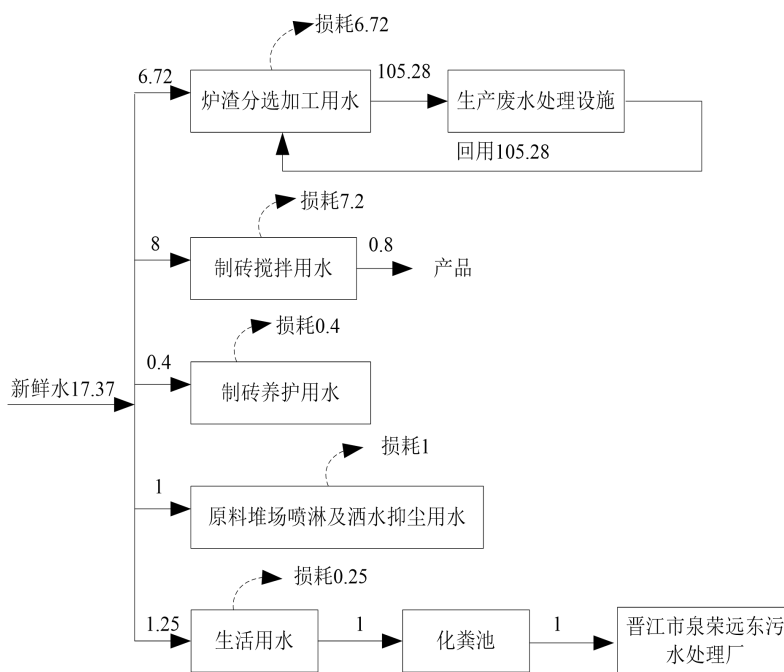 损耗6.72
6.72
炉渣分选加工用水
105.28
生产废水处理设施
回用105.28
损耗7.2
8
制砖搅拌用水
0.8
产品
损耗0.4
0.4
制砖养护用水
新鲜水17.37
损耗1
1
原料堆场喷淋及洒水抑尘用水
损耗0.25
1.25
生活用水
1
化粪池
1
晋江市泉荣远东污
水处理厂